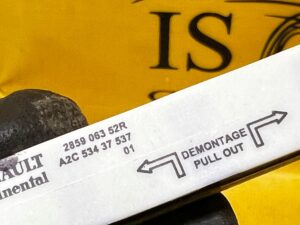 IS
2859 063 52R
A2C 534 37 537
01
AULT
inental
DEMONTAGE
PULL OUT